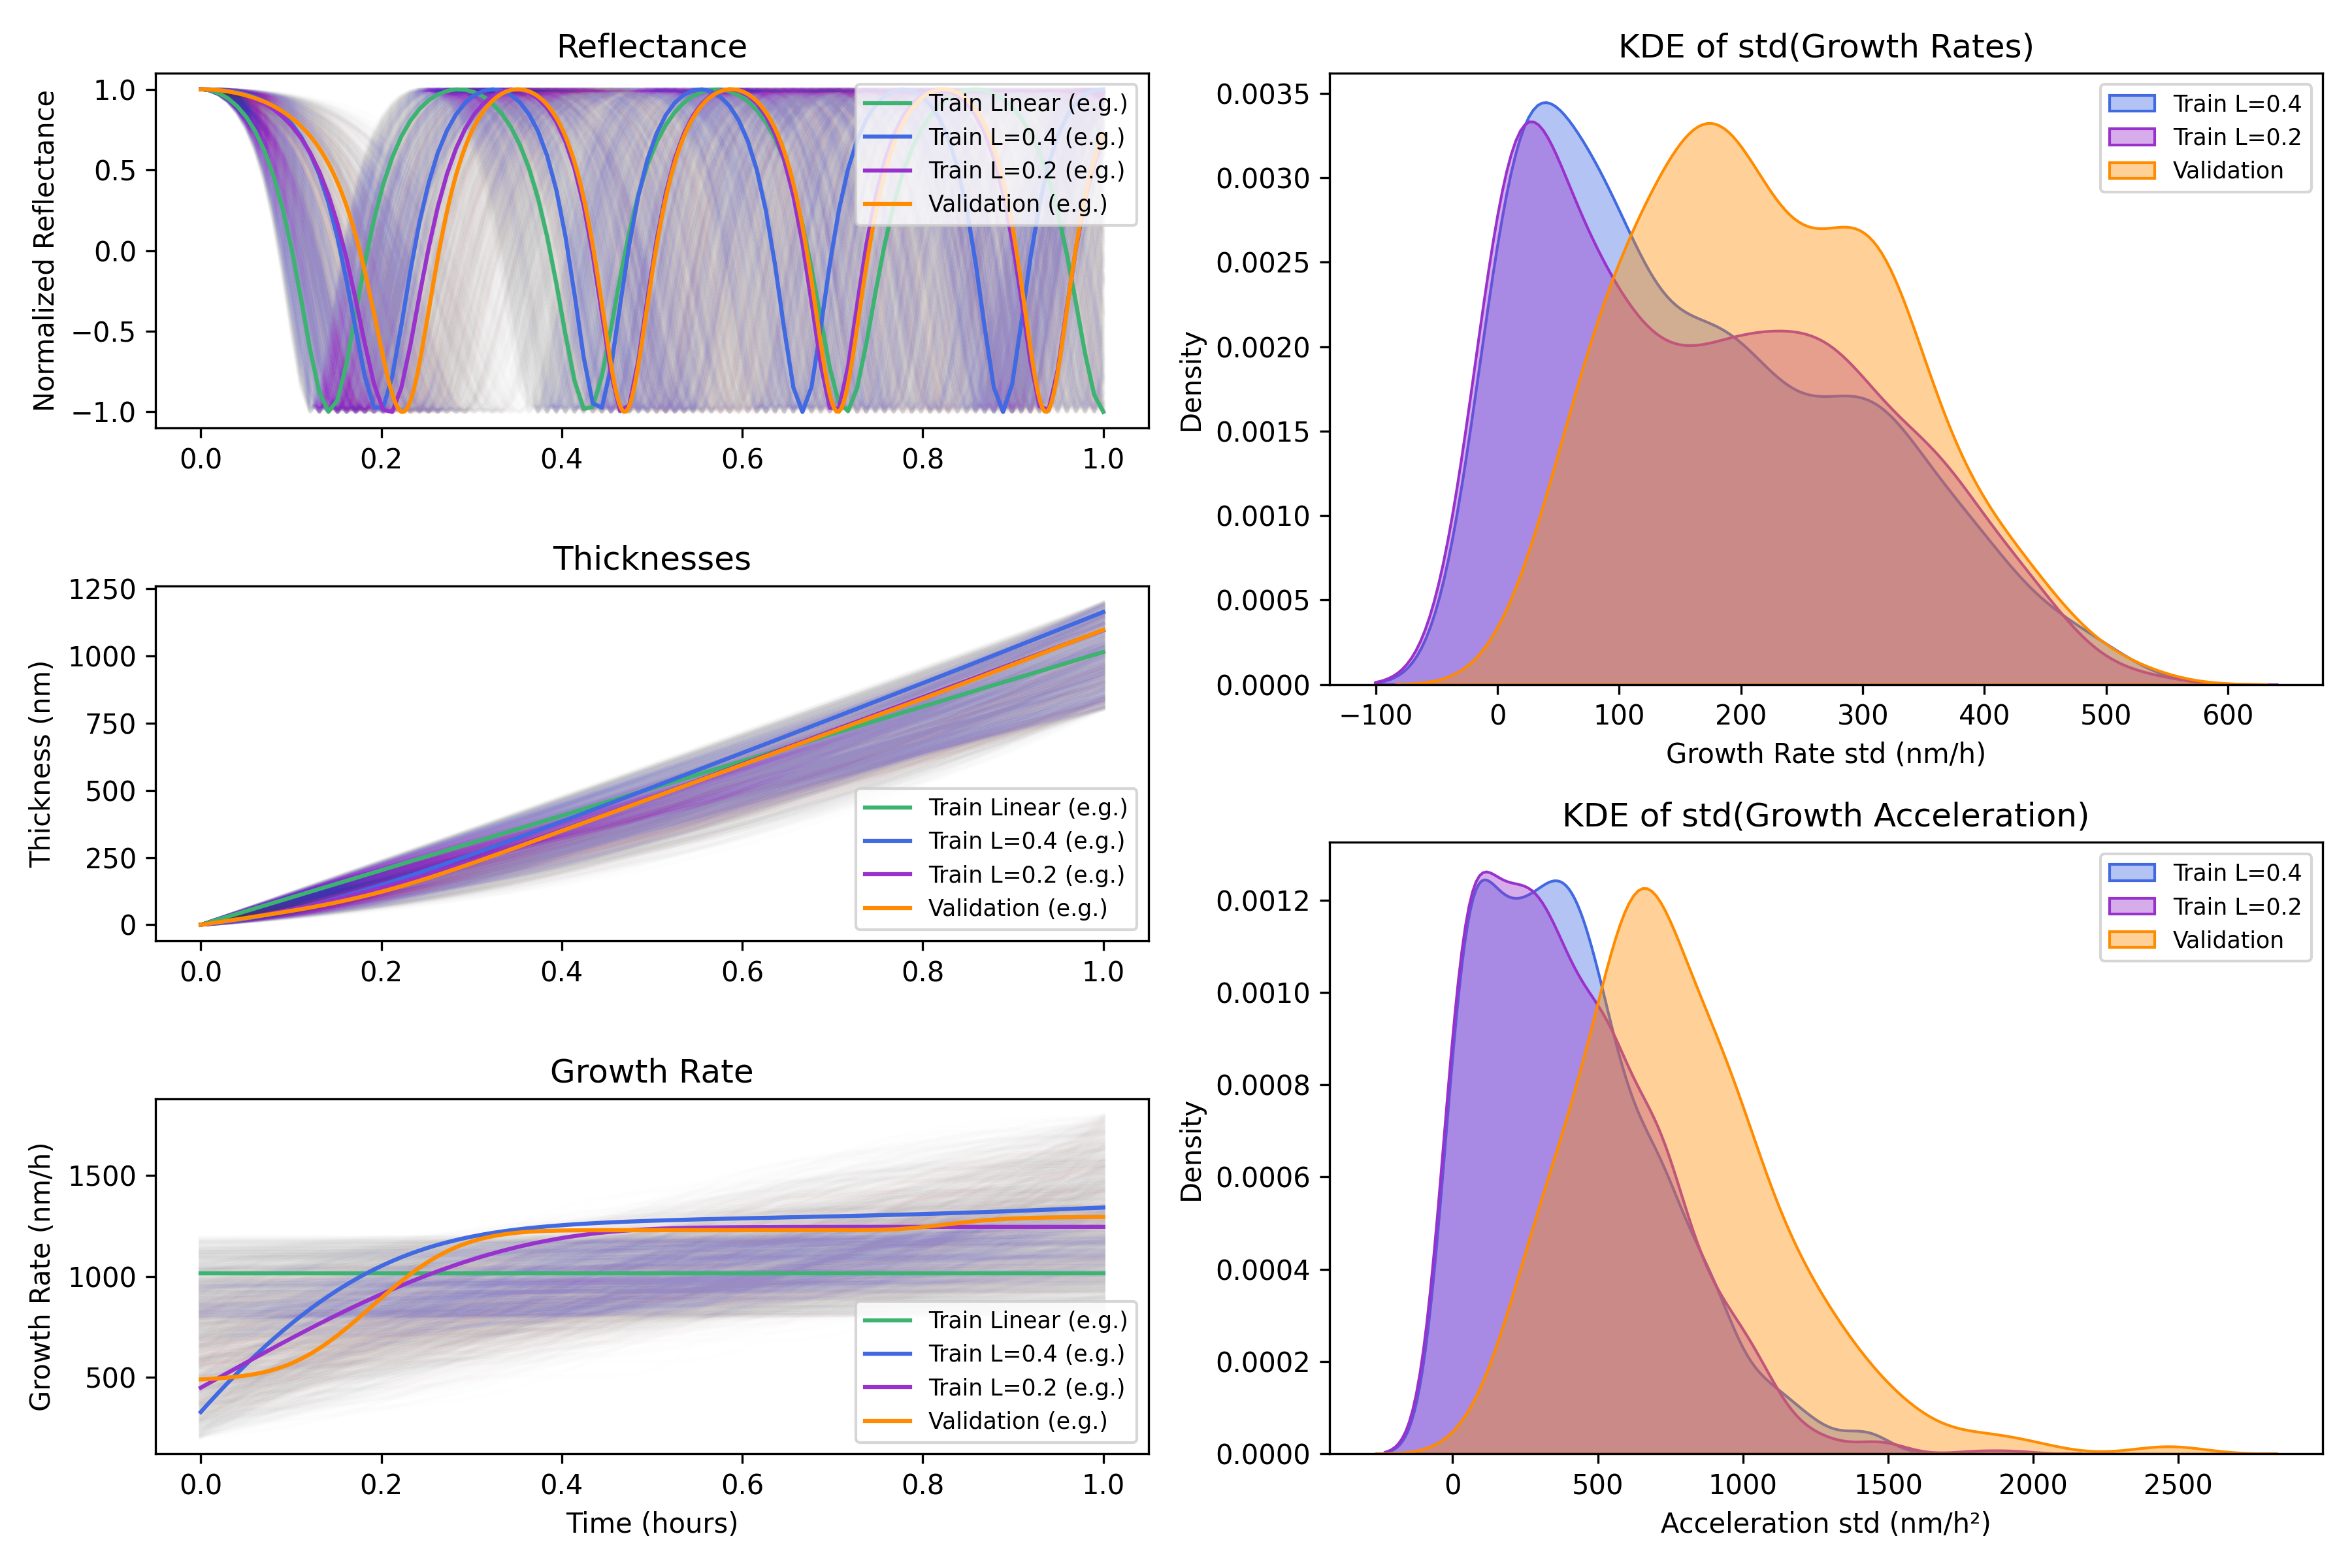 Reflectance
Normalized Reflectance
1.0
0.5
0.0
−0.5
−1.0
0.0 0.2 0.4 0.6 0.8 1.0
Train Linear (e.g.)
Train L=0.4 (e.g.)
Train L=0.2 (e.g.)
Validation (e.g.)
Thicknesses
Thickness (nm)
1250
1000
750
500
250
0
0.0 0.2 0.4 0.6 0.8 1.0
Train Linear (e.g.)
Train L=0.4 (e.g.)
Train L=0.2 (e.g.)
Validation (e.g.)
Growth Rate
Growth Rate (nm/h)
1500
1000
500
0.0 0.2 0.4 0.6 0.8 1.0
Time (hours)
Train Linear (e.g.)
Train L=0.4 (e.g.)
Train L=0.2 (e.g.)
Validation (e.g.)
KDE of std(Growth Rates)
Density
0.0035
0.0030
0.0025
0.0020
0.0015
0.0010
0.0005
0.0000
−100 0 100 200 300 400 500 600
Growth Rate std (nm/h)
Train L=0.4
Train L=0.2
Validation
KDE of std(Growth Acceleration)
Density
0.0012
0.0010
0.0008
0.0006
0.0004
0.0002
0.0000
0 500 1000 1500 2000 2500
Acceleration std (nm/h²)
Train L=0.4
Train L=0.2
Validation